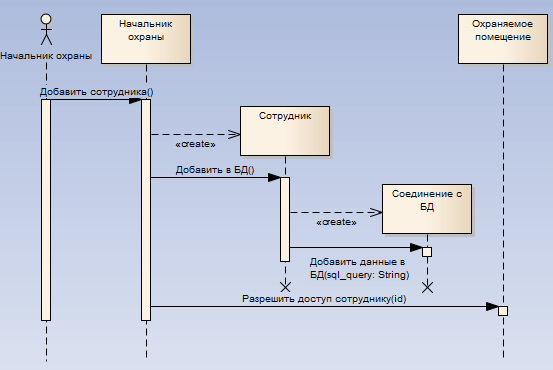 Начальник
охраны
Охраняемое
помещение
Начальник охраны
Добавить сотрудника()
Сотрудник
«create»
Добавить в БД()
Соединение с
БД
«create»
Добавить данные в
БД(sql_query: String)
Разрешить доступ сотруднику(id)